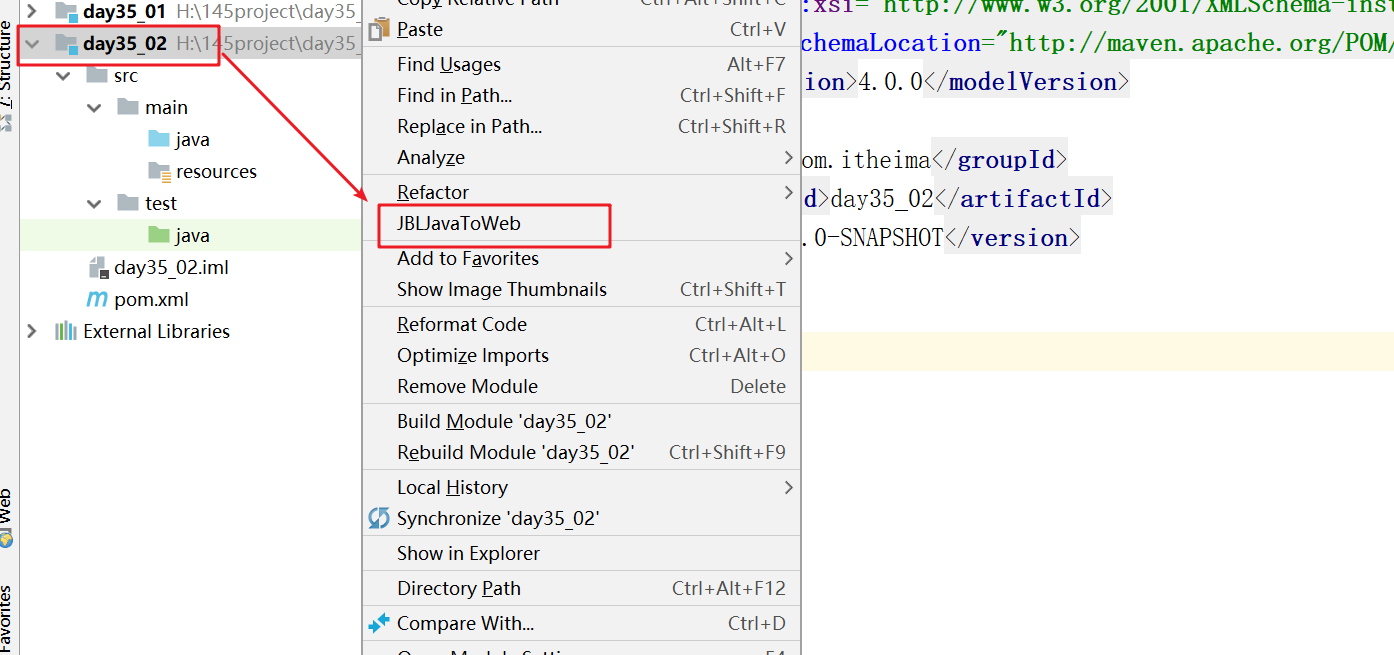 7: Structure
Web
Favorites
day35_01 H:\145project\day35_
day35_02 H:\145project\day35_
src
main
java
resources
test
java
day35_02.iml
pom.xml
External Libraries
Copy Relative Path Ctrl+Alt+Shift+C
Paste Ctrl+V
Find Usages Alt+F7
Find in Path... Ctrl+Shift+F
Replace in Path... Ctrl+Shift+R
Analyze
Refactor
JBLJavaToWeb
Add to Favorites
Show Image Thumbnails Ctrl+Shift+T
Reformat Code Ctrl+Alt+L
Optimize Imports Ctrl+Alt+O
Remove Module Delete
Build Module 'day35_02'
Rebuild Module 'day35_02' Ctrl+Shift+F9
Local History
Synchronize 'day35_02'
Show in Explorer
Directory Path Ctrl+Alt+F12
Compare With... Ctrl+D
Open Module Setti F4
:xsi="http://www.w3.org/2001/XMLSchema-inst
chemaLocation="http://maven.apache.org/POM/
ion>4.0.0</modelVersion>
om.itheima</groupId>
d>day35_02</artifactId>
.0-SNAPSHOT</version>